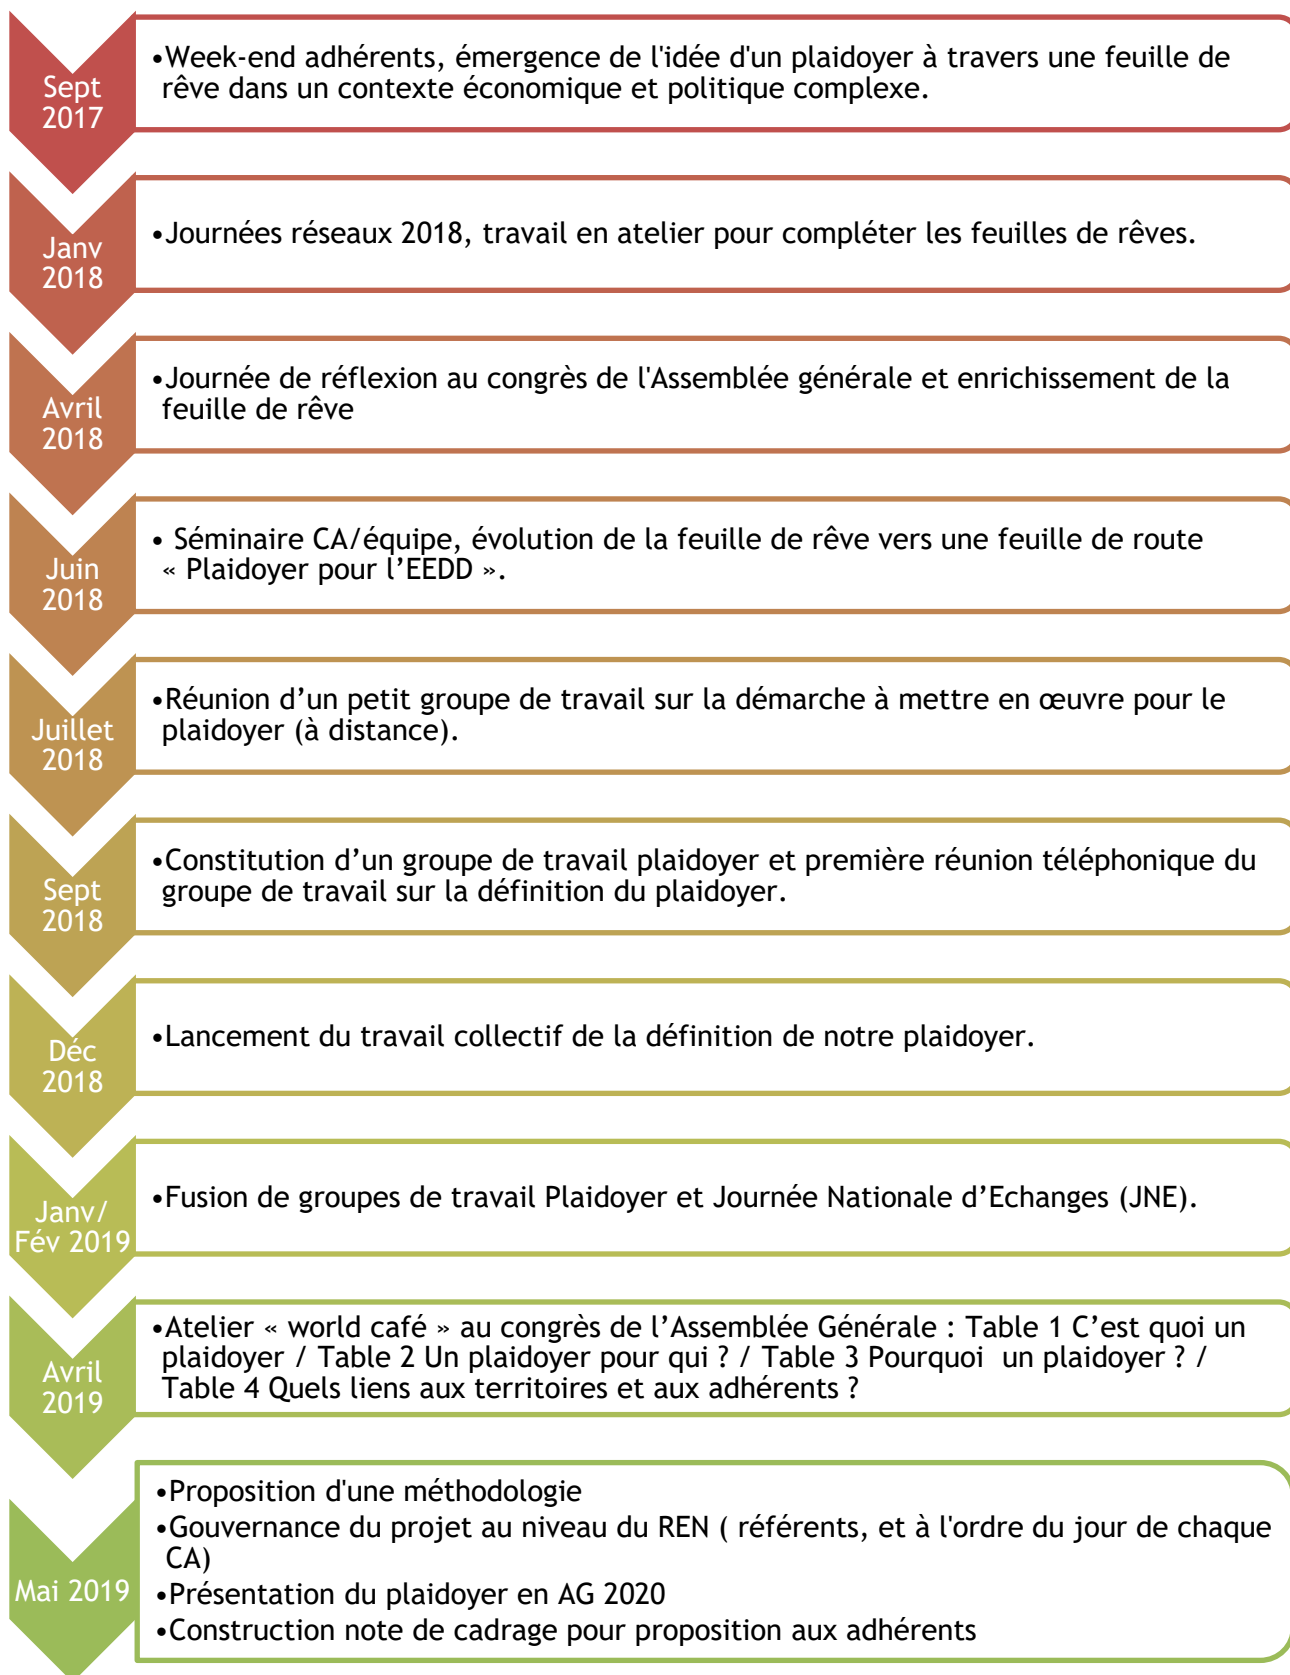 Sept
2017
•Week-end adhérents, émergence de l'idée d'un plaidoyer à travers une feuille de
rêve dans un contexte économique et politique complexe.
Janv
2018
•Journées réseaux 2018, travail en atelier pour compléter les feuilles de rêves.
Avril
2018
•Journée de réflexion au congrès de l'Assemblée générale et enrichissement de la
feuille de rêve
Juin
2018
• Séminaire CA/équipe, évolution de la feuille de rêve vers une feuille de route
« Plaidoyer pour l’EEDD ».
Juillet
2018
•Réunion d’un petit groupe de travail sur la démarche à mettre en œuvre pour le
plaidoyer (à distance).
Sept
2018
•Constitution d’un groupe de travail plaidoyer et première réunion téléphonique du
groupe de travail sur la définition du plaidoyer.
Déc
2018
•Lancement du travail collectif de la définition de notre plaidoyer.
Janv/
Fév 2019
•Fusion de groupes de travail Plaidoyer et Journée Nationale d’Echanges (JNE).
Avril
2019
•Atelier « world café » au congrès de l’Assemblée Générale : Table 1 C’est quoi un
plaidoyer / Table 2 Un plaidoyer pour qui ? / Table 3 Pourquoi  un plaidoyer ? /
Table 4 Quels liens aux territoires et aux adhérents ?
Mai 2019
•Proposition d'une méthodologie
•Gouvernance du projet au niveau du REN ( référents, et à l'ordre du jour de chaque
CA)
•Présentation du plaidoyer en AG 2020
•Construction note de cadrage pour proposition aux adhérents